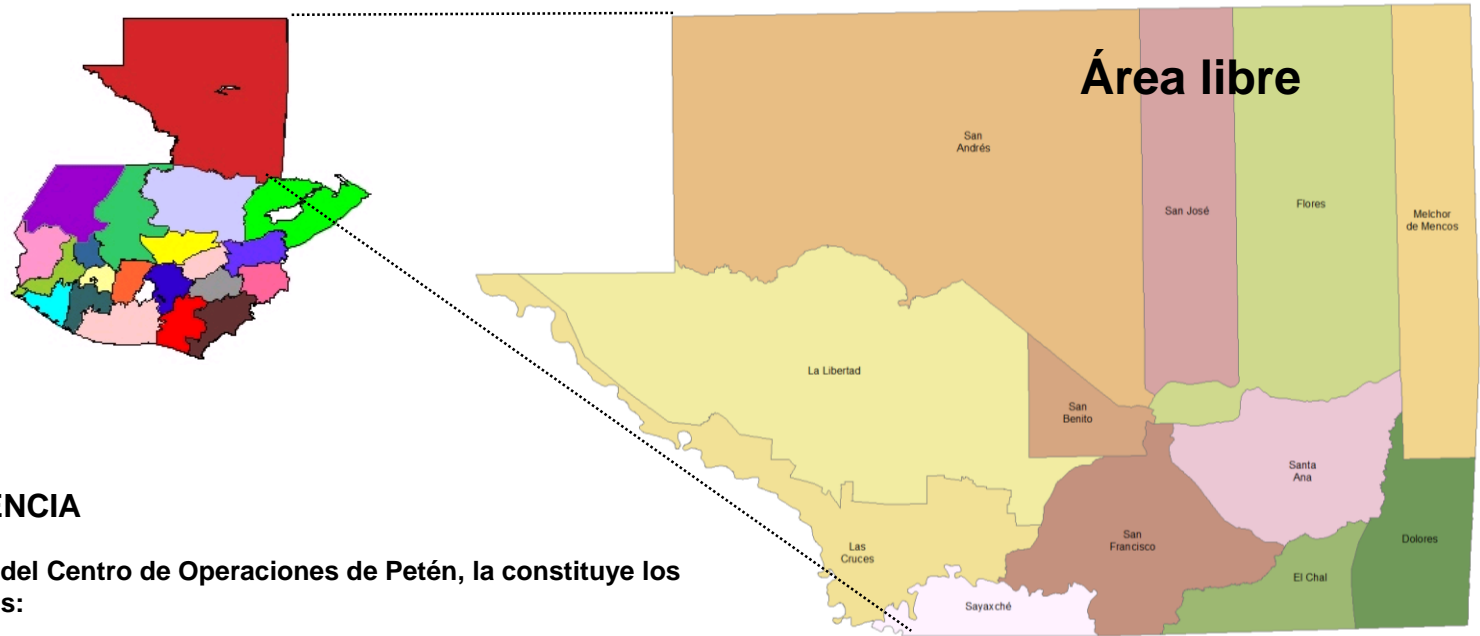 Área libre
San
Andrés
San José
Flores
Melchor
de Mencos
La Libertad
San
Benito
Santa
Ana
San
Francisco
Dolores
Las
Cruces
El Chal
Sayaxché
ENCIA
del Centro de Operaciones de Petén, la constituye los
s: